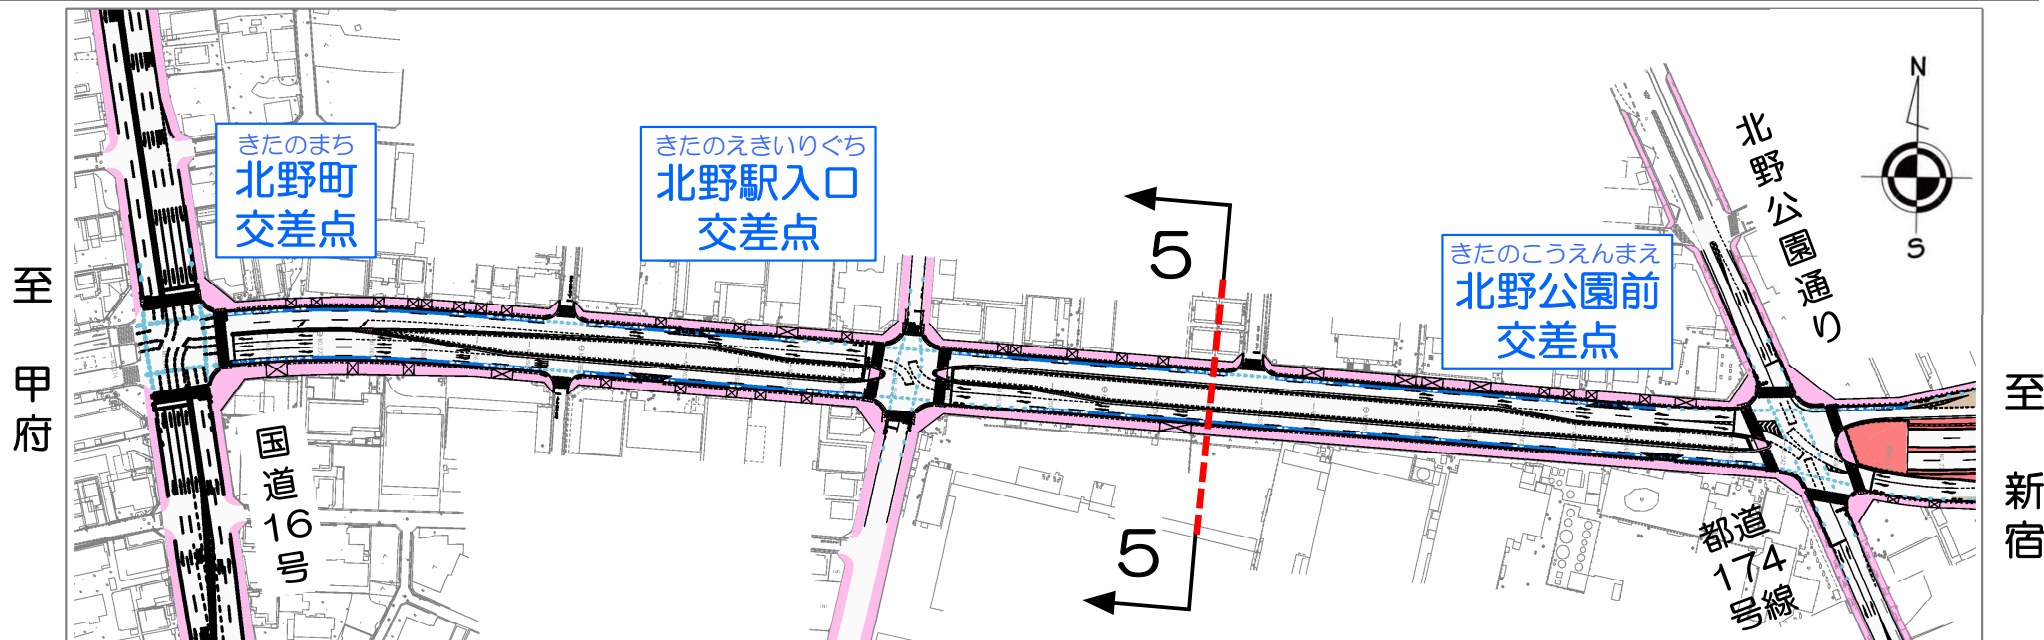 至 甲府
きたのまち
北野町
交差点
国道16号
きたのえきいりぐち
北野駅入口
交差点
5
5
きたのこうえんまえ
北野公園前
交差点
北野公園通り
都道
174
号線
N
S
至 新宿